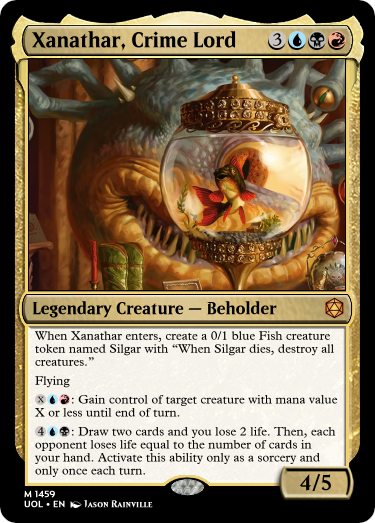 Xanathar, Crime Lord 3
Legendary Creature — Beholder
When Xanathar enters, create a 0/1 blue Fish creature
token named Silgar with “When Silgar dies, destroy all
creatures.”
Flying
X: Gain control of target creature with mana value
X or less until end of turn.
4: Draw two cards and you lose 2 life. Then, each
opponent loses life equal to the number of cards in
your hand. Activate this ability only as a sorcery and
only once each turn.
4/5
M 1459
UOL • EN Jason Rainville